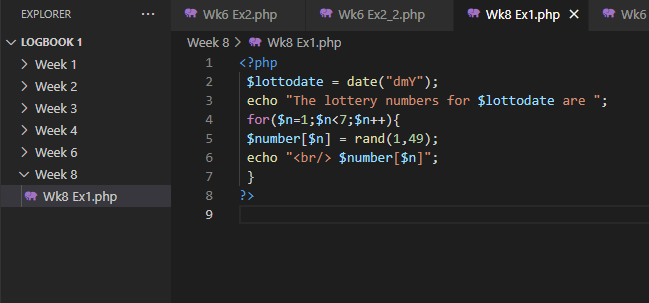 EXPLORER ···
Wk6 Ex2.php Wk6 Ex2_2.php Wk8 Ex1.php × Wk6
LOGBOOK 1
Week 1
Week 2
Week 3
Week 4
Week 6
Week 8
Wk8 Ex1.php
Week 8 > Wk8 Ex1.php
1 <?php
2 $lottodate = date("dmY");
3 echo "The lottery numbers for $lottodate are ";
4 for($n=1;$n<7;$n++){
5 $number[$n] = rand(1,49);
6 echo "<br/> $number[$n]";
7 }
8 ?>
9